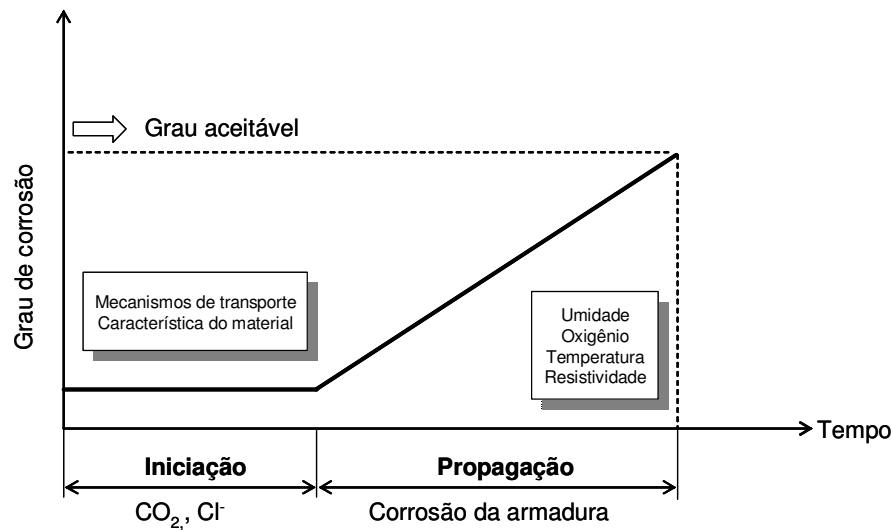 Grau aceitável
Grau de corrosão
Mecanismos de transporte
Característica do material
Umidade
Oxigênio
Temperatura
Resistividade
Tempo
Iniciação
Propagação
CO2, Cl-
Corrosão da armadura